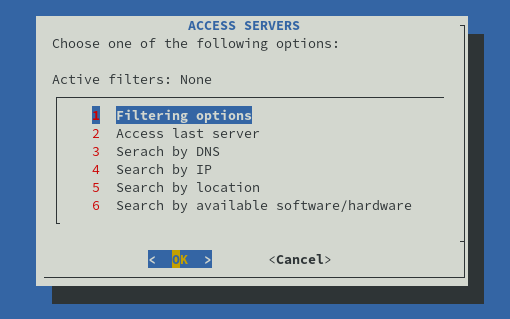 ACCESS SERVERS
Choose one of the following options:
Active filters: None
1 Filtering options
2 Access last server
3 Serach by DNS
4 Search by IP
5 Search by location
6 Search by available software/hardware
< OK > <Cancel>